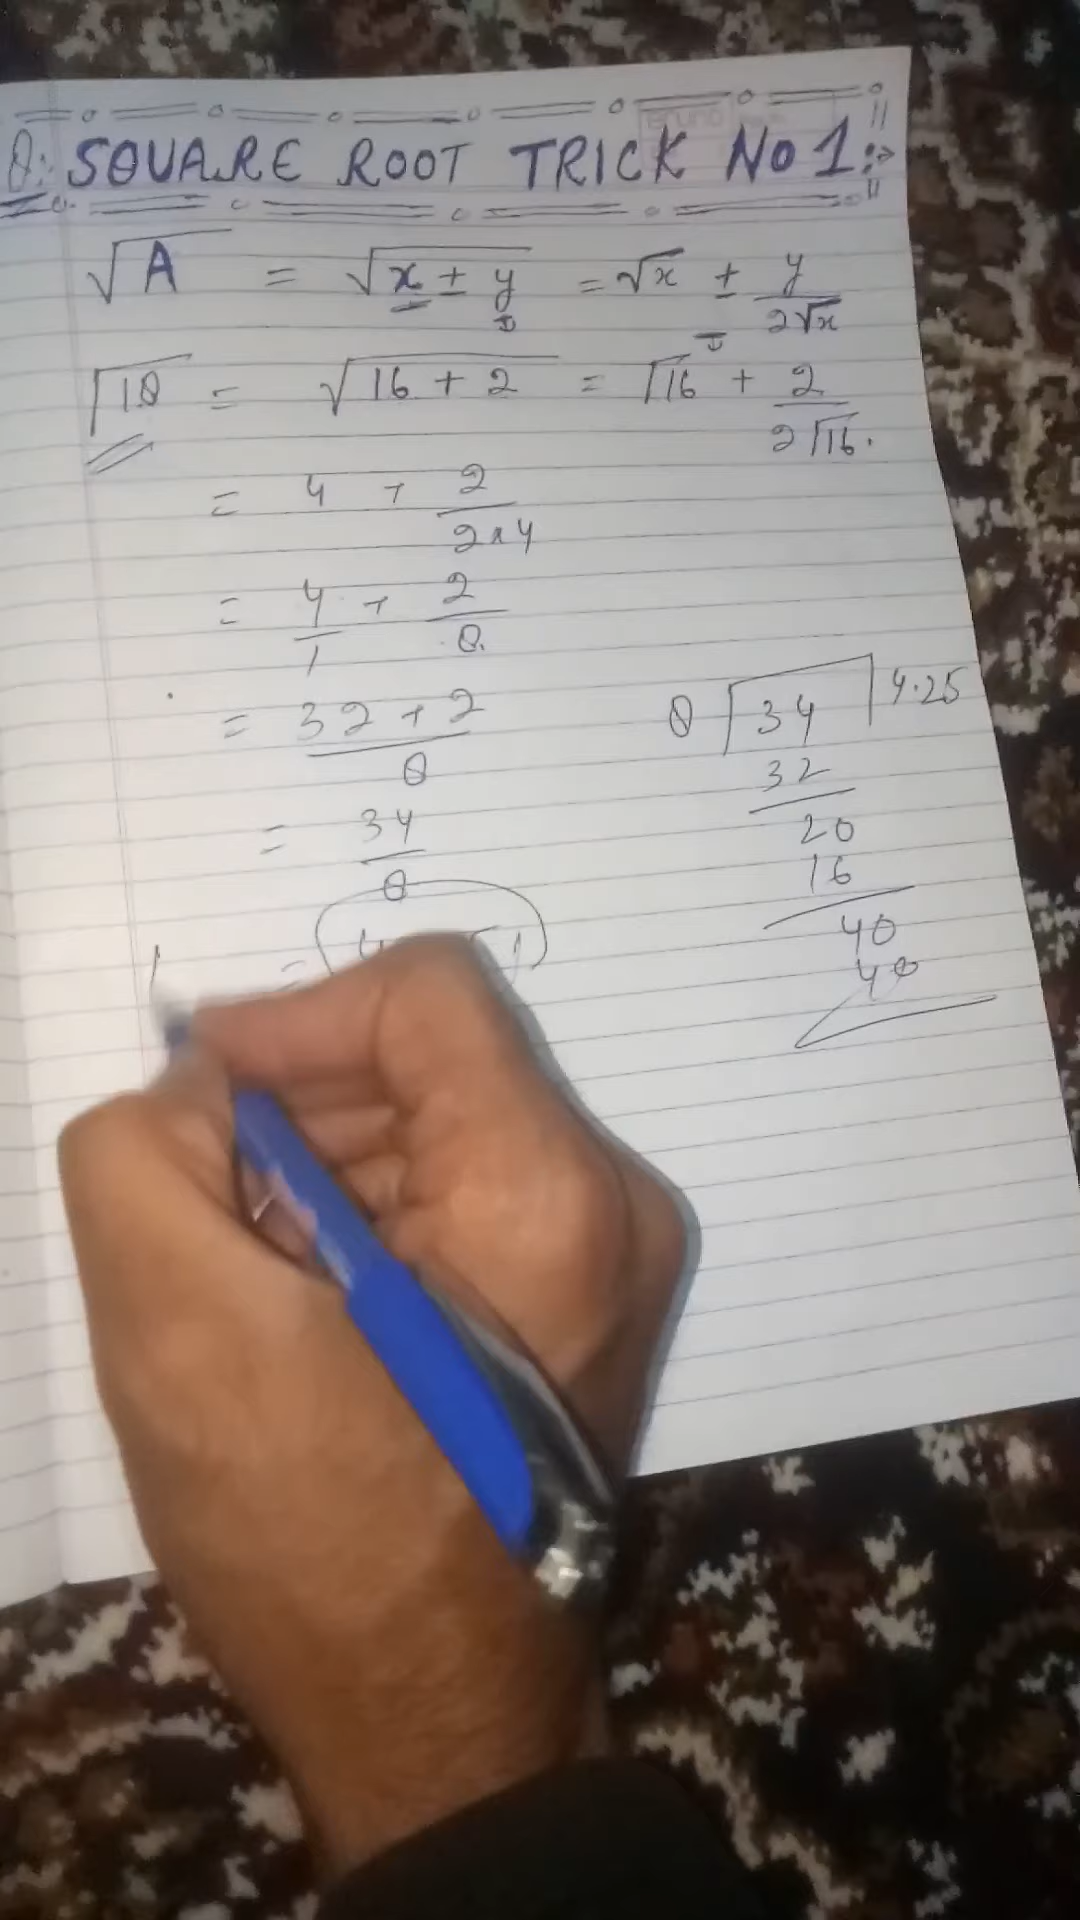 Q: SQUARE ROOT TRICK No 1:→
√A = √x ± y = √x ± y/2√x
√18 = √16 + 2 = √16 + 2/2√16.
= 4 + 2/2×4
= 4/1 + 2/8
= 32 + 2/8
= 34/8
=
8 34 4.25
32
20
16
40
40